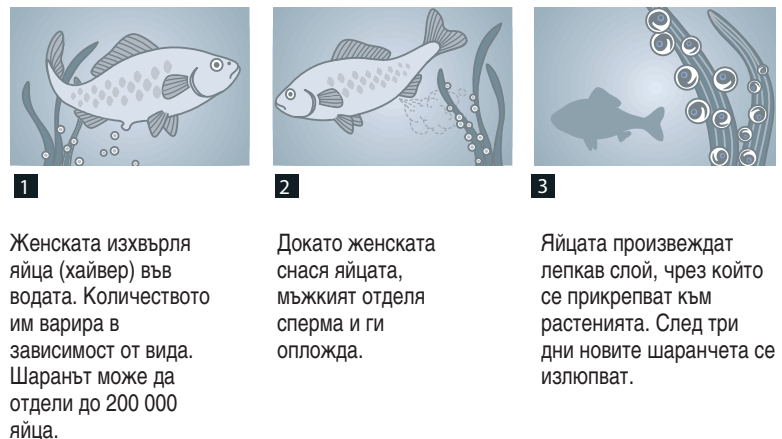 1
Женската изхвърля
яйца (хайвер) във
водата. Количеството
им варира в
зависимост от вида.
Шаранът може да
отдели до 200 000
яйца.
2
Докато женската
снася яйцата,
мъжкият отделя
сперма и ги
опложда.
3
Яйцата произвеждат
лепкав слой, чрез който
се прикрепват към
растенията. След три
дни новите шаранчета се
излюпват.